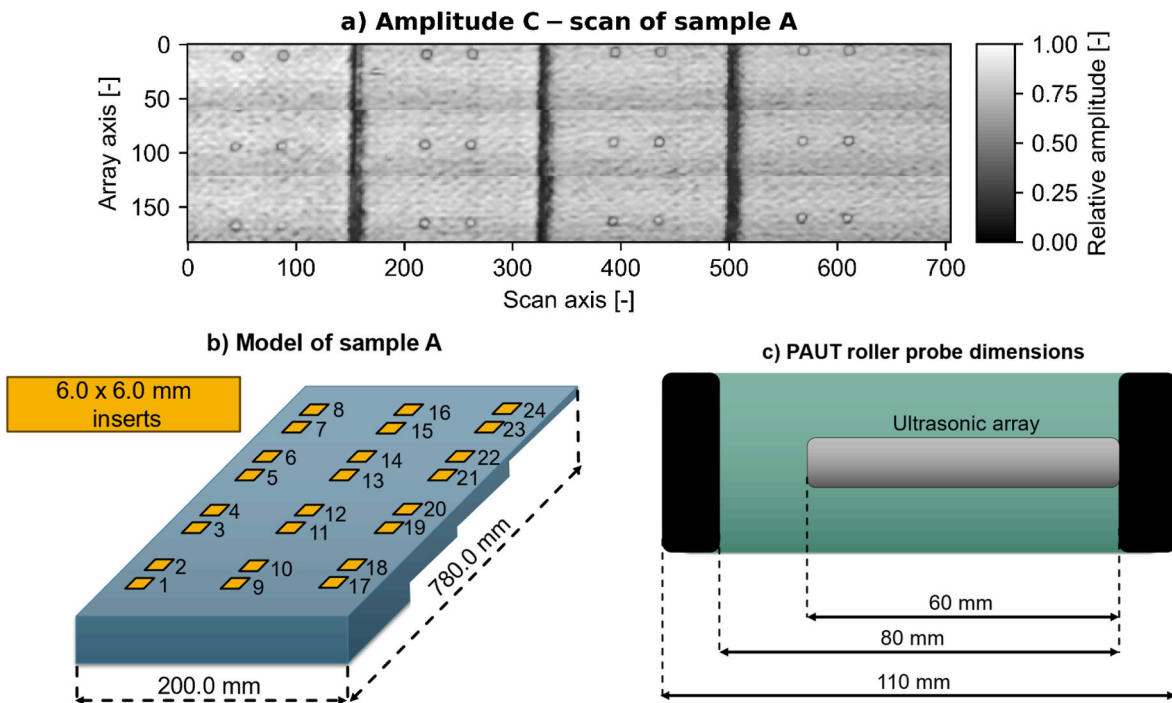 a) Amplitude C – scan of sample A
Array axis [-]
0
50
100
150
0
100
200
300
400
500
600
700
Scan axis [-]
1.00
0.75
0.50
0.25
0.00
Relative amplitude [-]
b) Model of sample A
6.0 x 6.0 mm
inserts
8
16
24
7
15
23
6
14
22
5
13
21
4
12
20
3
11
19
2
10
18
1
9
17
780.0 mm
200.0 mm
c) PAUT roller probe dimensions
Ultrasonic array
60 mm
80 mm
110 mm